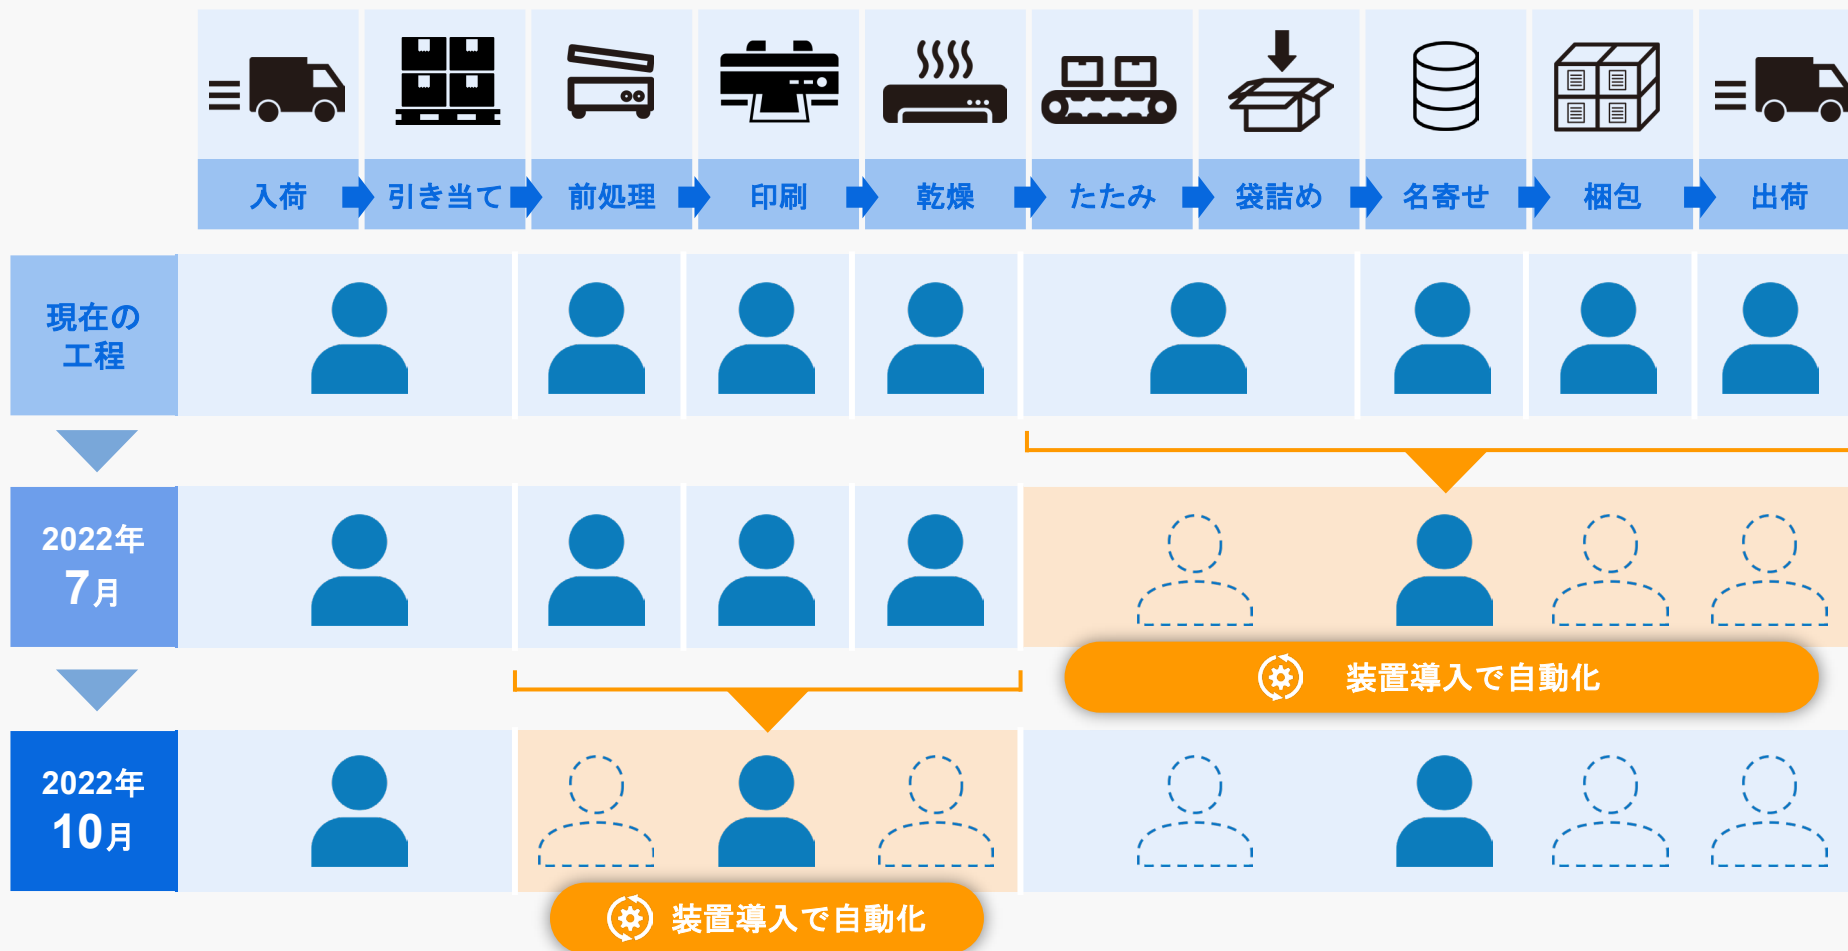 入荷 引き当て 前処理 印刷 乾燥 たたみ 袋詰め 名寄せ 梱包 出荷
現在の
工程
2022年
7月
装置導入で自動化
2022年
10月
装置導入で自動化